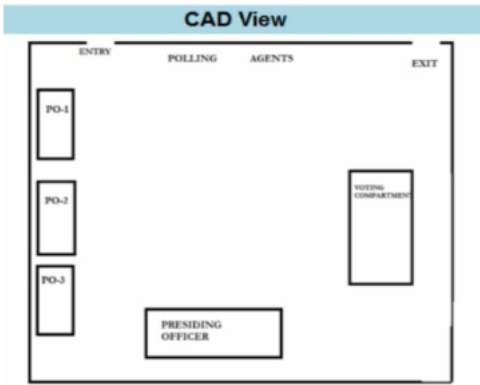 CAD View
ENTRY
POLLING AGENTS
EXIT
PO-1
PO-2
VOTING
COMPARTMENT
PO-3
PRESIDING
OFFICER